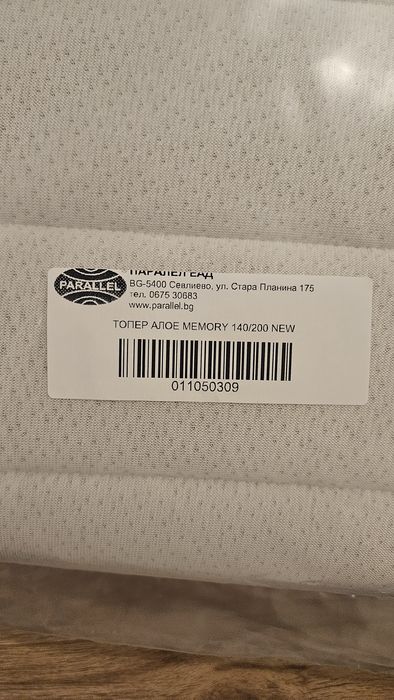 ПАРАЛЕЛ ЕАД
PARALLEL
BG-5400 Севлиево, ул. Стара Планина 175
тел. 0675 30683
www.parallel.bg
ТОПЕР АЛОЕ MEMORY 140/200 NEW
011050309